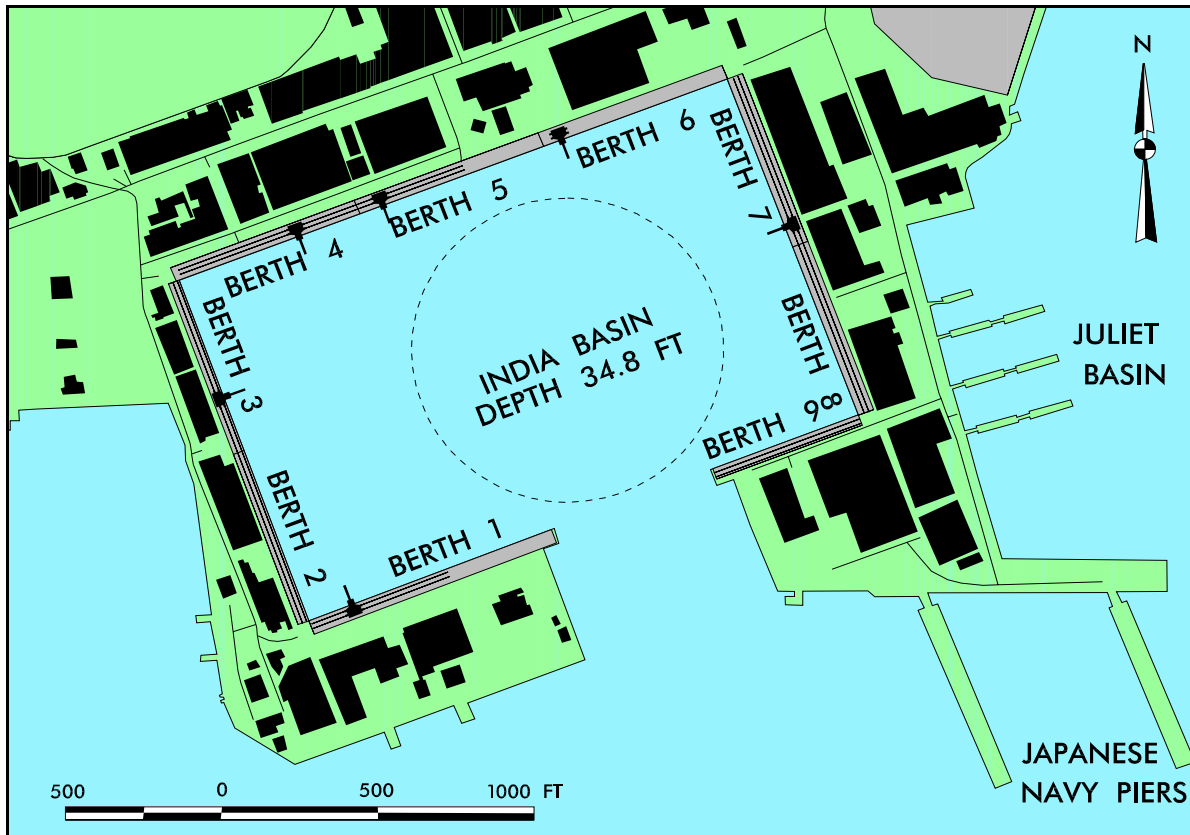 N
BERTH 6
BERTH 7
BERTH 5
BERTH 4
BERTH 3
INDIA BASIN
DEPTH 34.8 FT
BERTH 8
JULIET
BASIN
BERTH 9
BERTH 2
BERTH 1
JAPANESE
NAVY PIERS
500 0 500 1000 FT